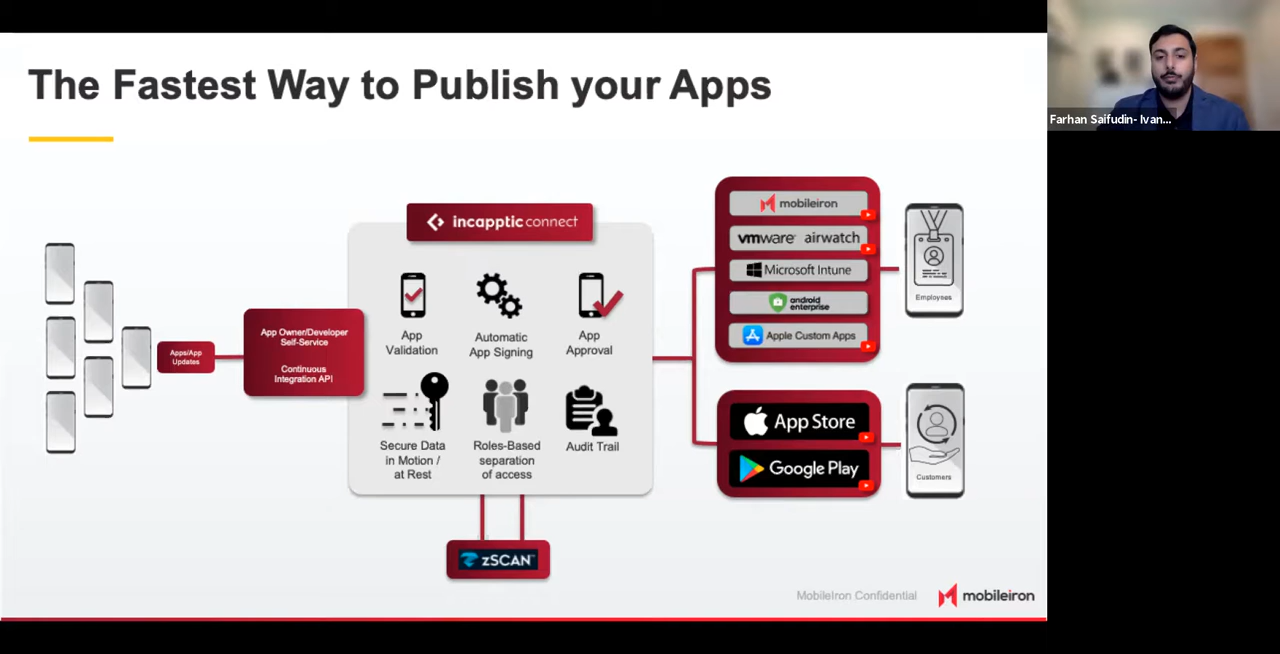 The Fastest Way to Publish your Apps
Farhan Saifudin- Ivan...
incapptic connect
App
Validation
Automatic
App Signing
App
Approval
Secure Data
in Motion /
at Rest
Roles-Based
separation
of access
Audit Trail
Apps/App
Updates
App Owner/Developer
Self-Service
Continuous
Integration API
zSCAN™
mobileiron
vmware® airwatch
Microsoft Intune
android
enterprise
Apple Custom Apps
Employees
App Store
Google Play
Customers
MobileIron Confidential
mobileiron